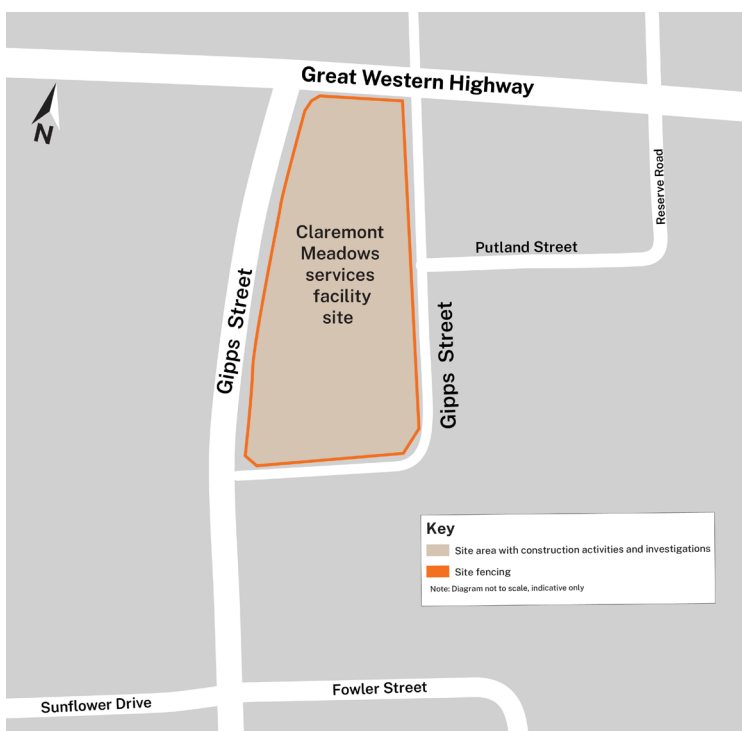 Great Western Highway
N
Reserve Road
Claremont
Meadows
services
facility
site
Putland Street
Gipps Street
Gipps Street
Key
Site area with construction activities and investigations
Site fencing
Note: Diagram not to scale, indicative only
Fowler Street
Sunflower Drive